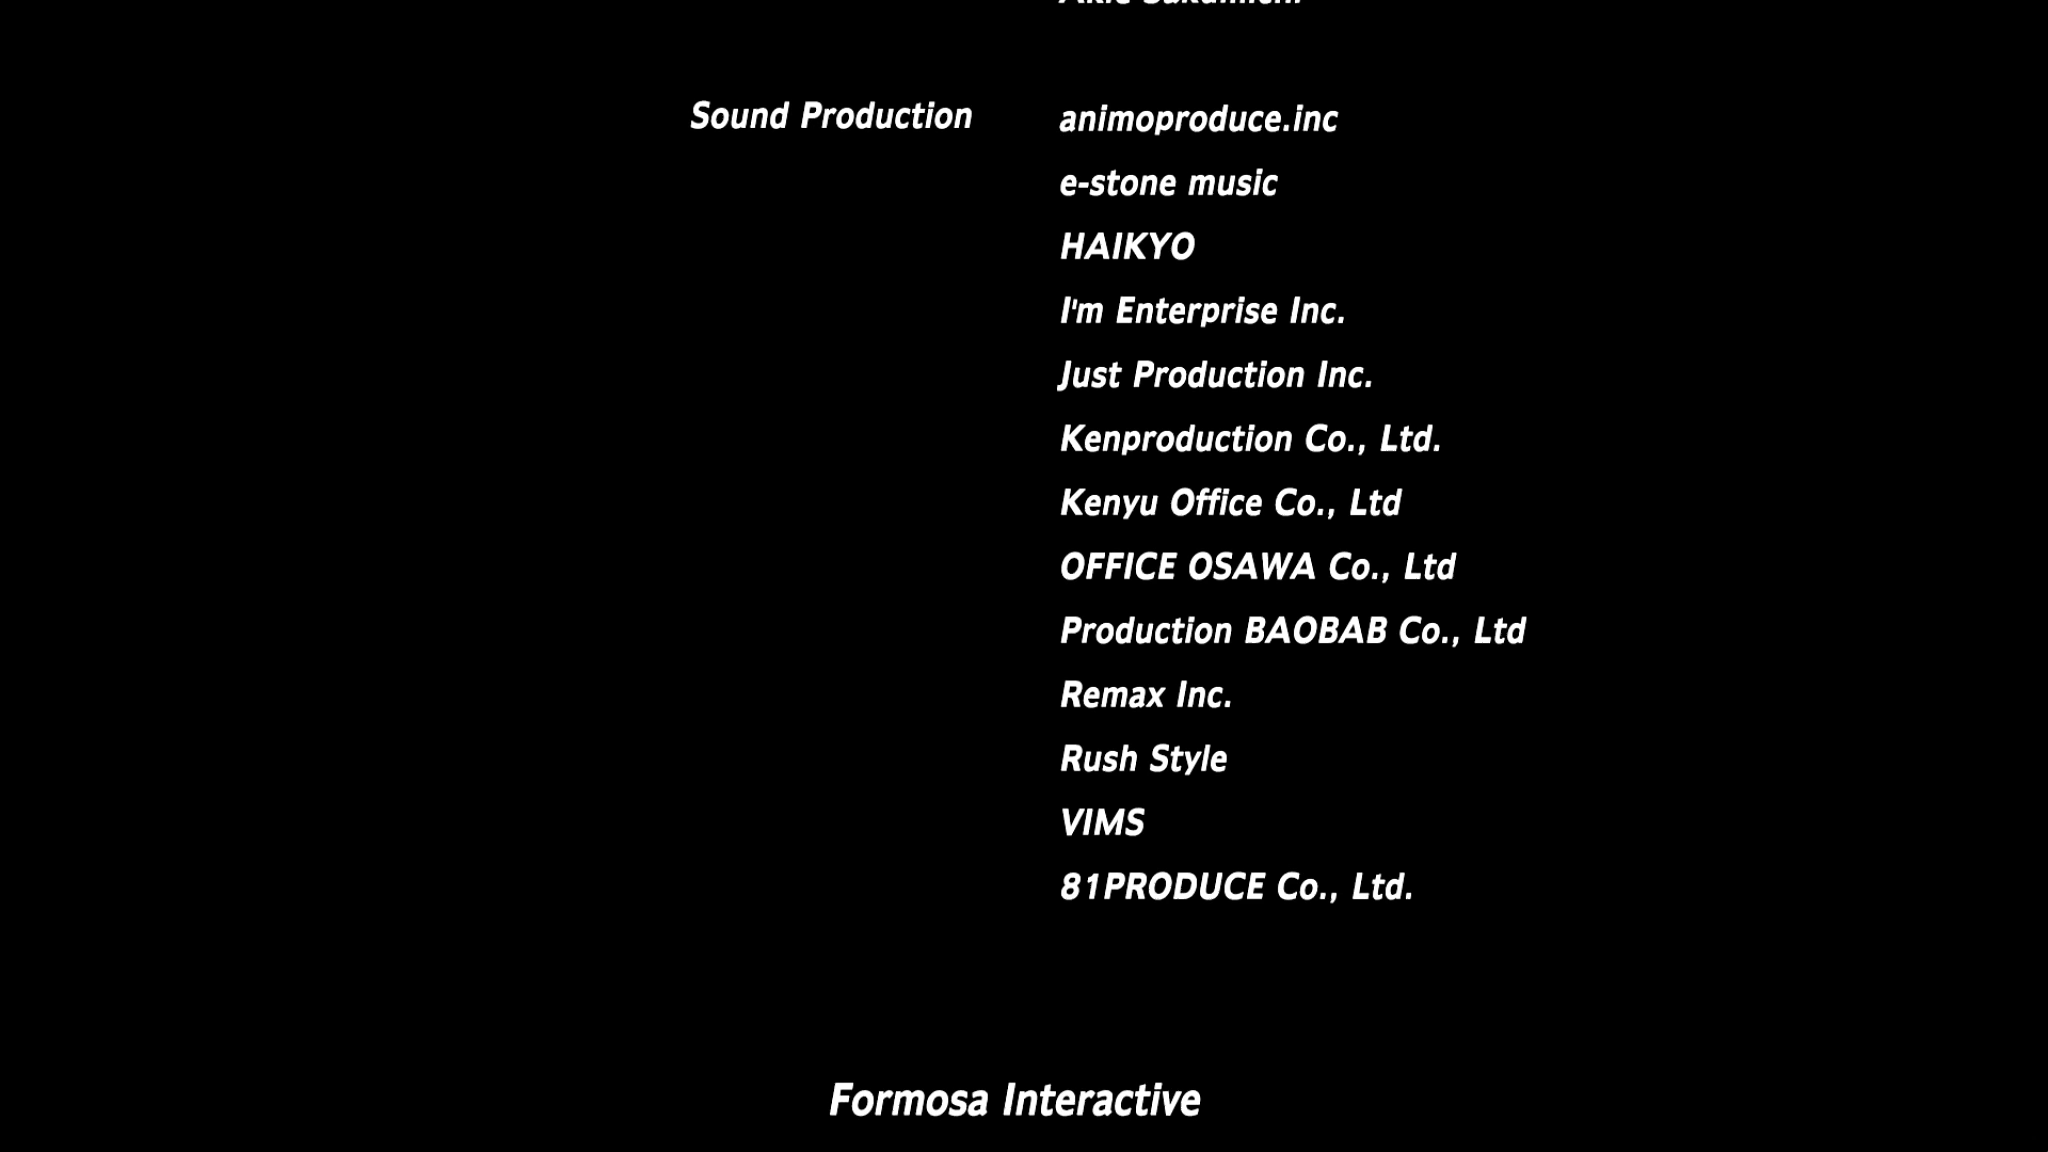 Sound Production animoproduce.inc
e-stone music
HAIKYO
I'm Enterprise Inc.
Just Production Inc.
Kenproduction Co., Ltd.
Kenyu Office Co., Ltd
OFFICE OSAWA Co., Ltd
Production BAOBAB Co., Ltd
Remax Inc.
Rush Style
VIMS
81PRODUCE Co., Ltd.
Formosa Interactive